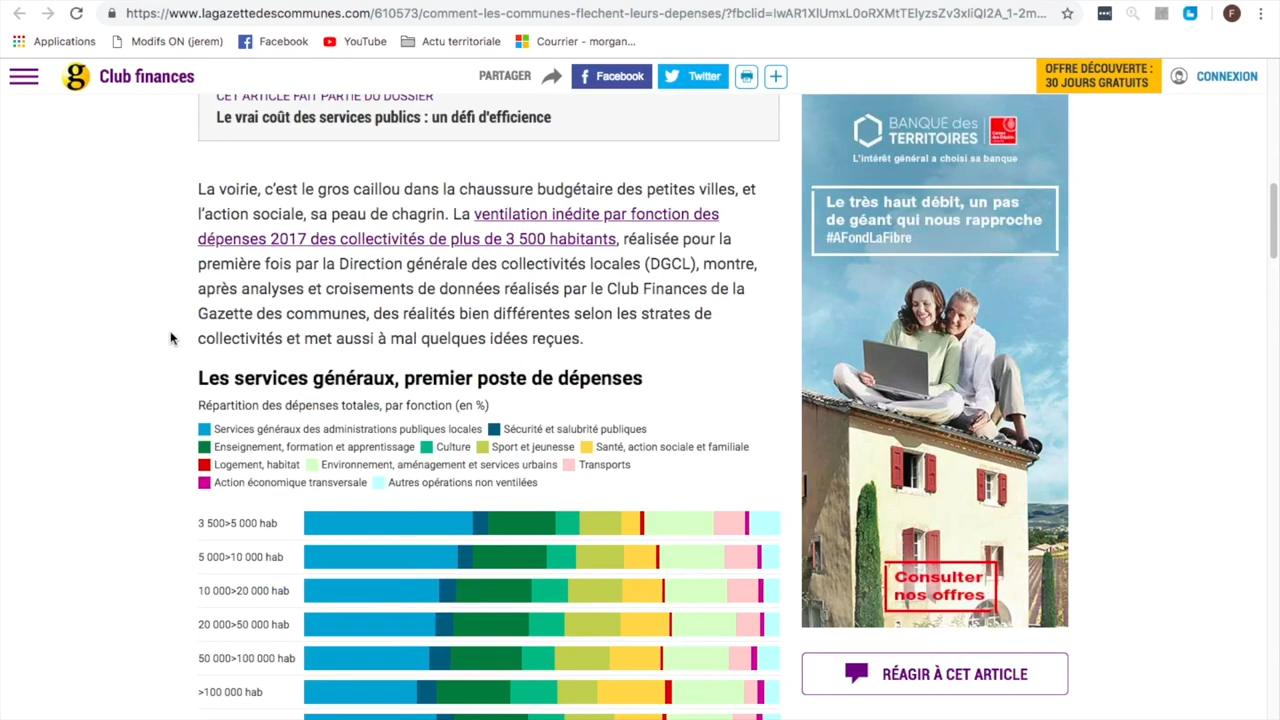 https://www.lagazettedescommunes.com/610573/comment-les-communes-flechent-leurs-depenses/?fbclid=IwAR1XlUmxL0oRXMtTEIyzsZv3xIiQI2A_1-2m...
Applications
Modifs ON (jerem)
Facebook
YouTube
Actu territoriale
Courrier - morgan...
F
g Club finances
PARTAGER
Facebook
Twitter
OFFRE DÉCOUVERTE :
30 JOURS GRATUITS
CONNEXION
CET ARTICLE FAIT PARTIE DU DOSSIER
Le vrai coût des services publics : un défi d'efficience
La voirie, c'est le gros caillou dans la chaussure budgétaire des petites villes, et
l'action sociale, sa peau de chagrin. La ventilation inédite par fonction des
dépenses 2017 des collectivités de plus de 3 500 habitants, réalisée pour la
première fois par la Direction générale des collectivités locales (DGCL), montre,
après analyses et croisements de données réalisés par le Club Finances de la
Gazette des communes, des réalités bien différentes selon les strates de
collectivités et met aussi à mal quelques idées reçues.
Les services généraux, premier poste de dépenses
Répartition des dépenses totales, par fonction (en %)
Services généraux des administrations publiques locales Sécurité et salubrité publiques
Enseignement, formation et apprentissage Culture Sport et jeunesse Santé, action sociale et familiale
Logement, habitat Environnement, aménagement et services urbains Transports
Action économique transversale Autres opérations non ventilées
3 500>5 000 hab
5 000>10 000 hab
10 000>20 000 hab
20 000>50 000 hab
50 000>100 000 hab
>100 000 hab
BANQUE des
TERRITOIRES
L'intérêt général a choisi sa banque
Le très haut débit, un pas
de géant qui nous rapproche
#AFondLaFibre
Consulter
nos offres
RÉAGIR À CET ARTICLE